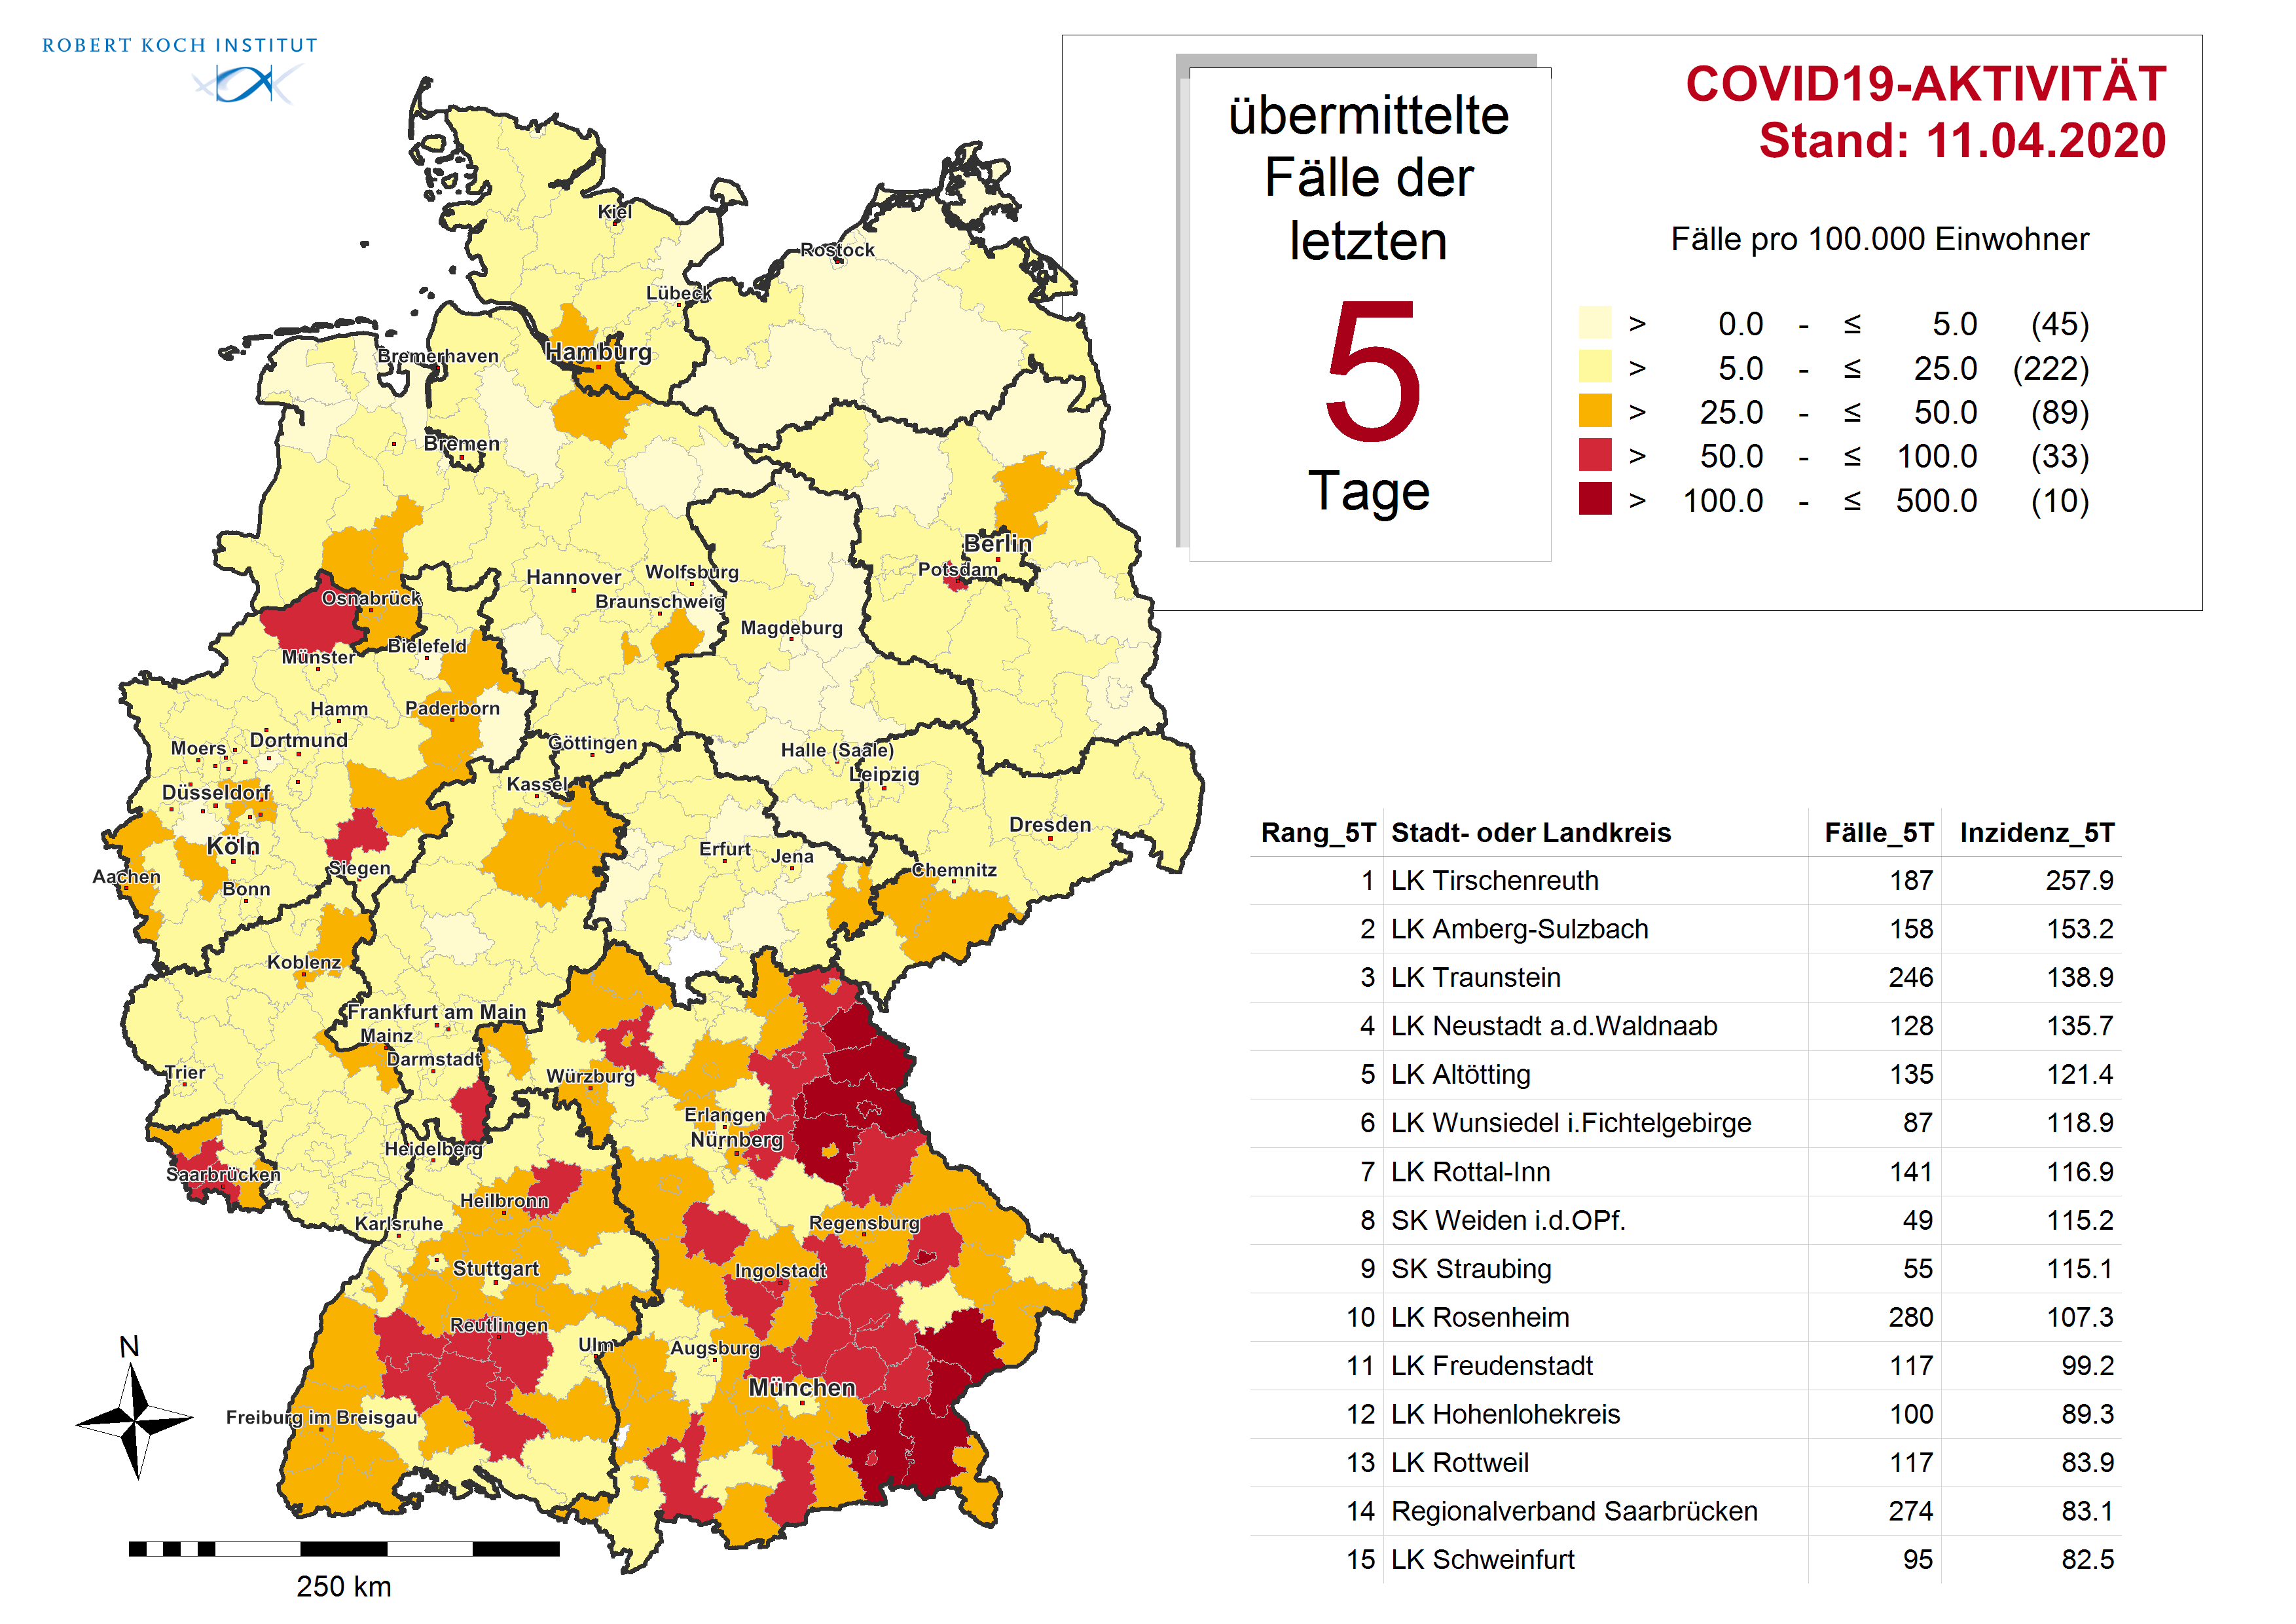 ROBERT KOCH INSTITUT
übermittelte
Fälle der
letzten
5
Tage
COVID19-AKTIVITÄT
Stand: 11.04.2020
Fälle pro 100.000 Einwohner
> 0.0 - ≤ 5.0 (45)
> 5.0 - ≤ 25.0 (222)
> 25.0 - ≤ 50.0 (89)
> 50.0 - ≤ 100.0 (33)
> 100.0 - ≤ 500.0 (10)
Kiel
Rostock
Lübeck
Hamburg
Bremerhaven
Bremen
Berlin
Potsdam
Hannover
Wolfsburg
Braunschweig
Osnabrück
Magdeburg
Bielefeld
Münster
Hamm
Paderborn
Moers
Dortmund
Göttingen
Halle (Saale)
Leipzig
Kassel
Düsseldorf
Dresden
Köln
Erfurt
Jena
Aachen
Siegen
Chemnitz
Bonn
Koblenz
Frankfurt am Main
Mainz
Darmstadt
Trier
Würzburg
Erlangen
Nürnberg
Heidelberg
Saarbrücken
Heilbronn
Karlsruhe
Regensburg
Stuttgart
Ingolstadt
Reutlingen
Ulm
Augsburg
München
Freiburg im Breisgau
N
250 km
Rang_5T Stadt- oder Landkreis Fälle_5T Inzidenz_5T
1 LK Tirschenreuth 187 257.9
2 LK Amberg-Sulzbach 158 153.2
3 LK Traunstein 246 138.9
4 LK Neustadt a.d.Waldnaab 128 135.7
5 LK Altötting 135 121.4
6 LK Wunsiedel i.Fichtelgebirge 87 118.9
7 LK Rottal-Inn 141 116.9
8 SK Weiden i.d.OPf. 49 115.2
9 SK Straubing 55 115.1
10 LK Rosenheim 280 107.3
11 LK Freudenstadt 117 99.2
12 LK Hohenlohekreis 100 89.3
13 LK Rottweil 117 83.9
14 Regionalverband Saarbrücken 274 83.1
15 LK Schweinfurt 95 82.5